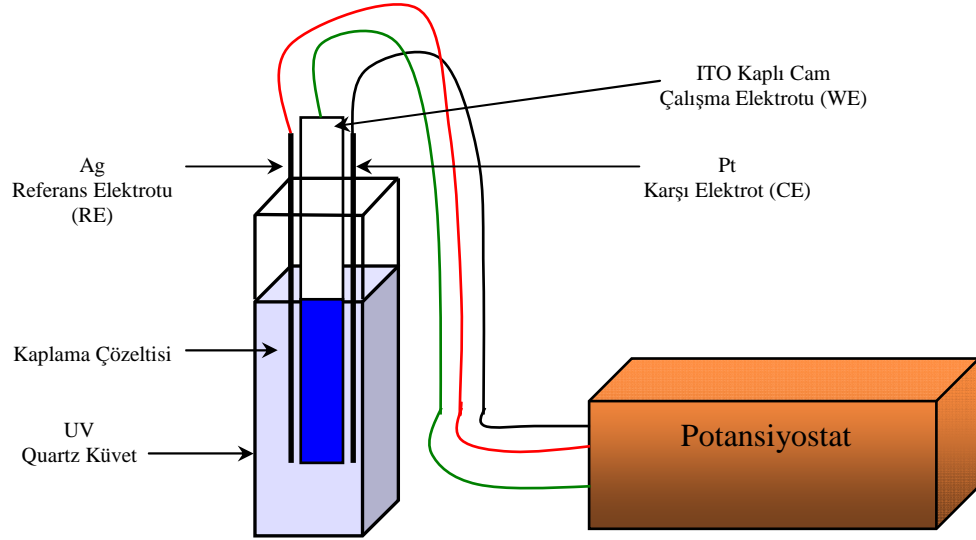 ITO Kaplı Cam
Çalışma Elektrotu (WE)
Ag
Referans Elektrotu
(RE)
Pt
Karşı Elektrot (CE)
Kaplama Çözeltisi
UV
Quartz Küvet
Potansiyostat